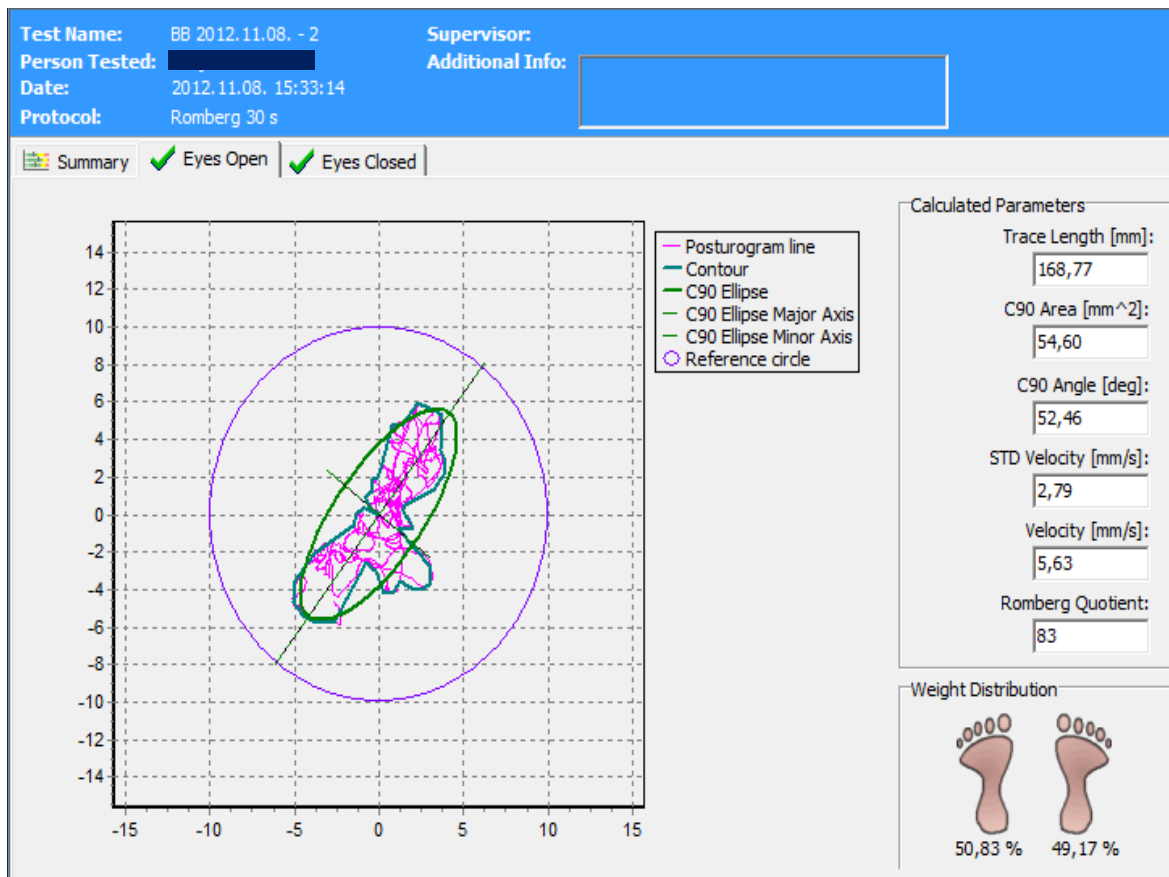 Test Name: BB 2012.11.08. - 2 Supervisor:
Person Tested: Additional Info:
Date: 2012.11.08. 15:33:14
Protocol: Romberg 30 s
Summary Eyes Open Eyes Closed
Posturogram line
Contour
C90 Ellipse
C90 Ellipse Major Axis
C90 Ellipse Minor Axis
Reference circle
14
12
10
8
6
4
2
0
-2
-4
-6
-8
-10
-12
-14
-15 -10 -5 0 5 10 15
Calculated Parameters
Trace Length [mm]:
168,77
C90 Area [mm^2]:
54,60
C90 Angle [deg]:
52,46
STD Velocity [mm/s]:
2,79
Velocity [mm/s]:
5,63
Romberg Quotient:
83
Weight Distribution
50,83 % 49,17 %